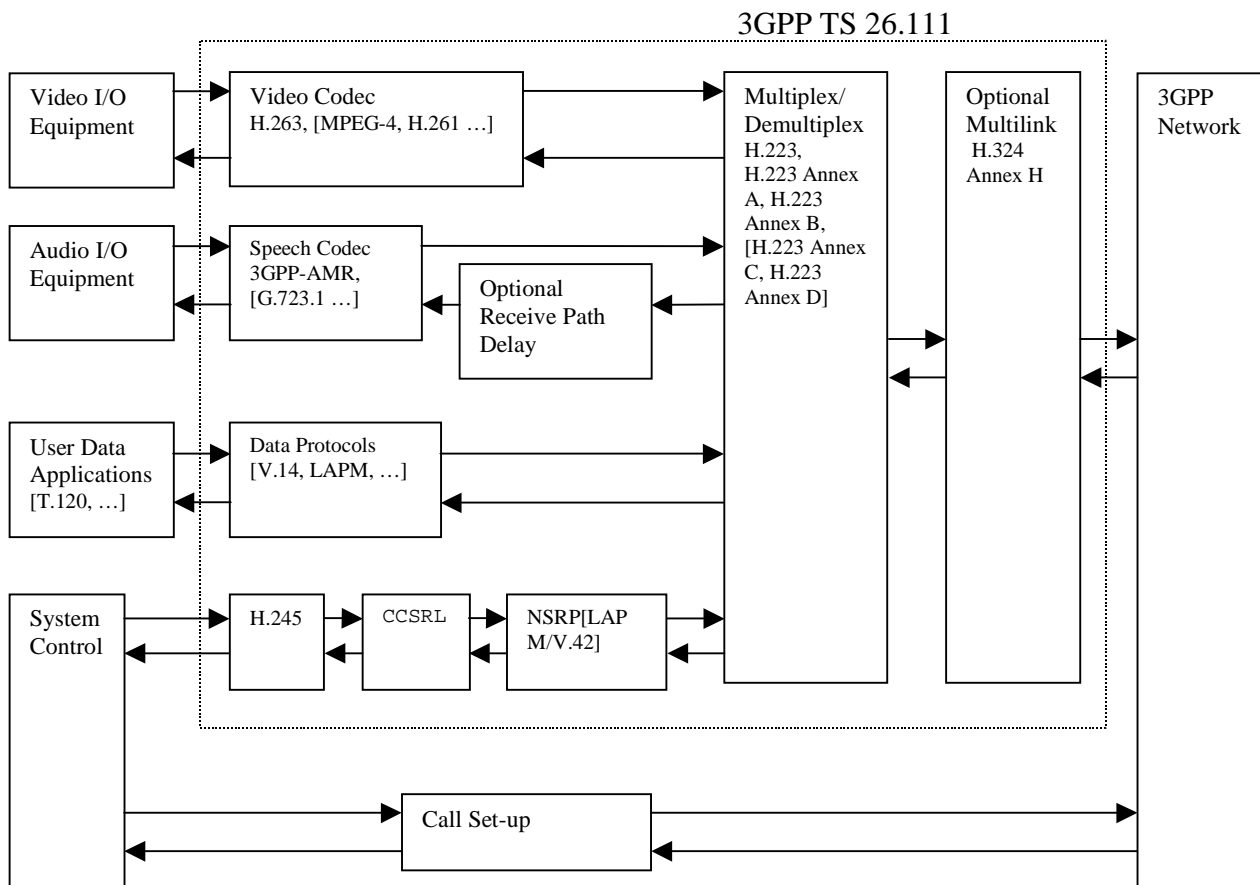 3GPP TS 26.111
Video I/O
Equipment
Video Codec
H.263, [MPEG-4, H.261 …]
Multiplex/
Demultiplex
H.223,
H.223 Annex
A, H.223
Annex B,
[H.223 Annex
C, H.223
Annex D]
Optional
Multilink
H.324
Annex H
3GPP
Network
Audio I/O
Equipment
Speech Codec
3GPP-AMR,
[G.723.1 …]
Optional
Receive Path
Delay
User Data
Applications
[T.120, …]
Data Protocols
[V.14, LAPM, …]
System
Control
H.245
CCSRL
NSRP[LAP
M/V.42]
Call Set-up